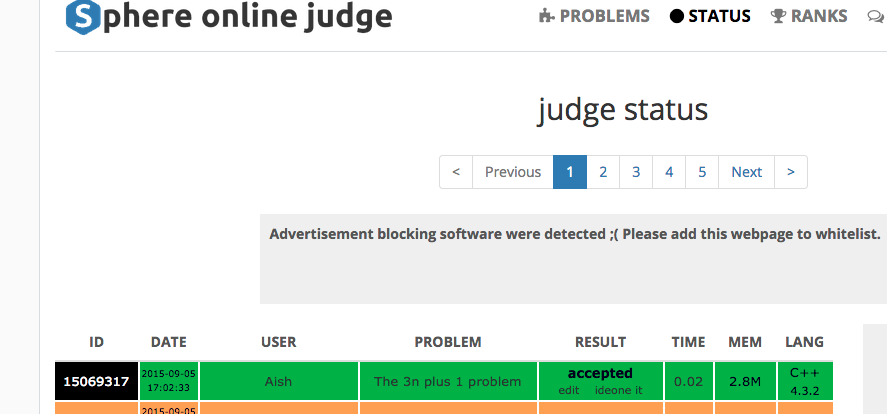 Sphere online judge PROBLEMS STATUS RANKS
judge status
< Previous 1 2 3 4 5 Next >
Advertisement blocking software were detected ;( Please add this webpage to whitelist.
ID DATE USER PROBLEM RESULT TIME MEM LANG
15069317 2015-09-05 17:02:33 Aish The 3n plus 1 problem accepted edit ideone it 0.02 2.8M C++ 4.3.2
2015-09-05